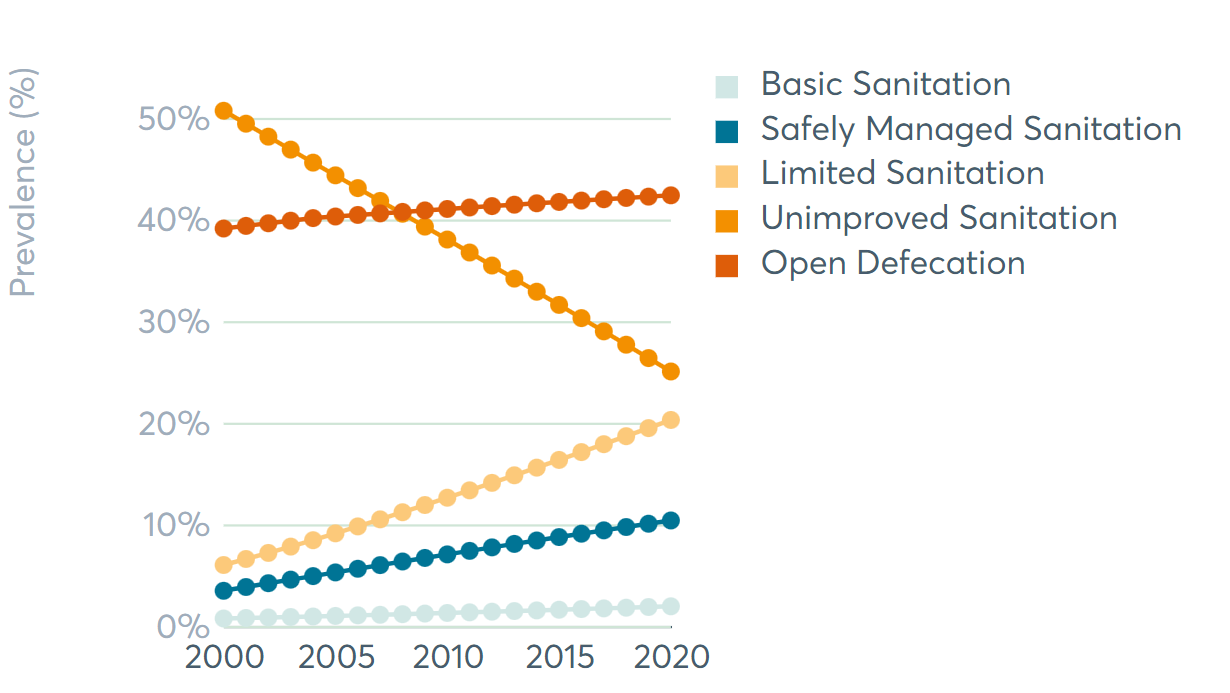 Prevalence (%)
50%
40%
30%
20%
10%
0%
2000 2005 2010 2015 2020
Basic Sanitation
Safely Managed Sanitation
Limited Sanitation
Unimproved Sanitation
Open Defecation